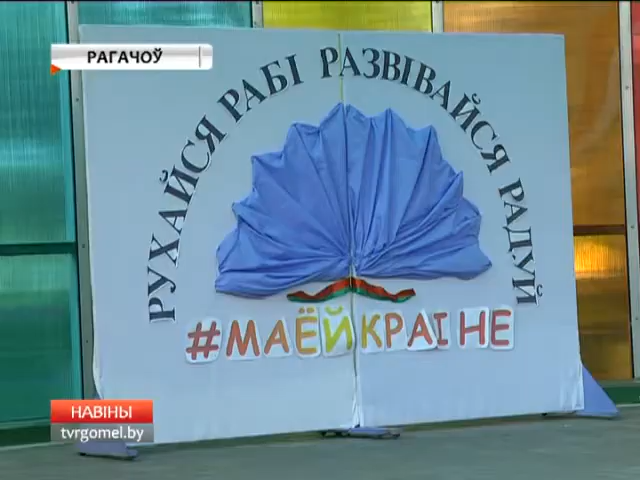 РАГАЧОЎ
РУХАЙСЯ РАБІ РАЗВІВАЙСЯ РАДУЙ
#МАЁЙКРАІНЕ
НАВІНЫ
tvrgomel.by